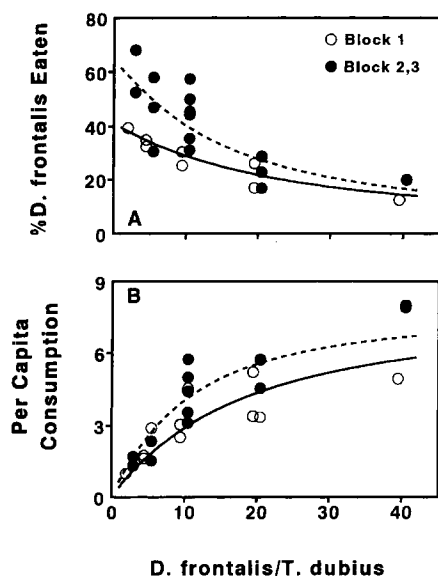 80
○ Block 1
● Block 2,3
60
40
20
0
A
%D. frontalis Eaten
9
B
6
3
0
Per Capita
Consumption
0 10 20 30 40
D. frontalis/T. dubius